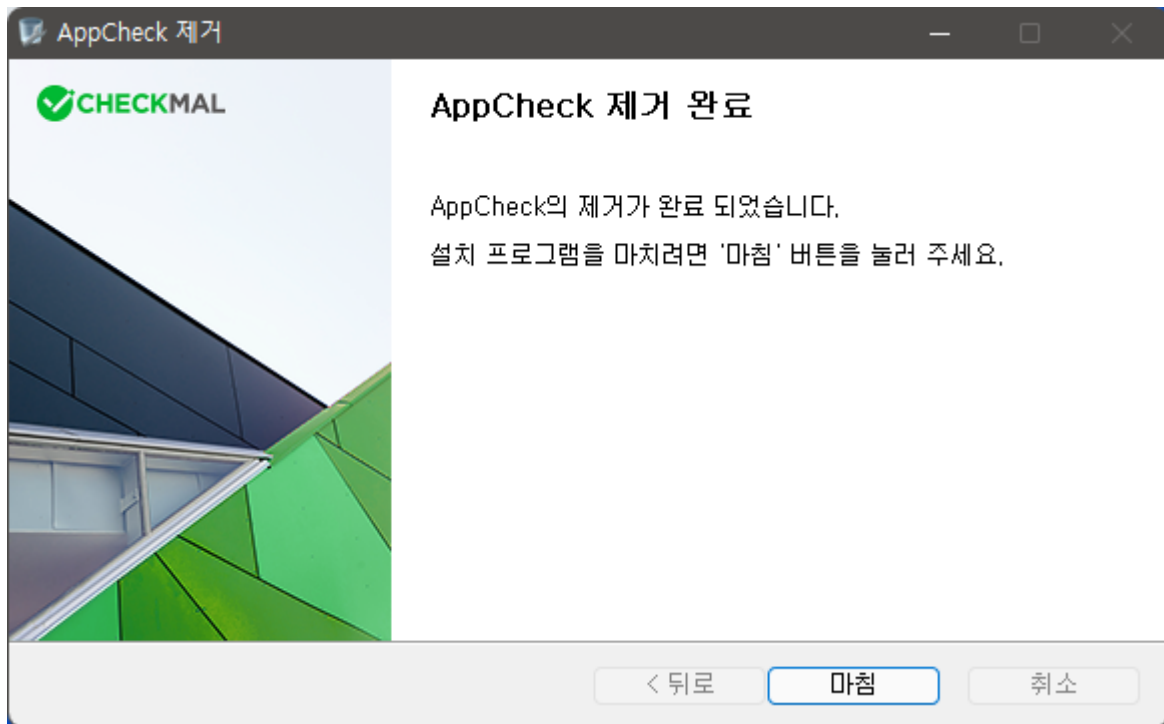 AppCheck 제거
CHECKMAL
AppCheck 제거 완료
AppCheck의 제거가 완료 되었습니다.
설치 프로그램을 마치려면 '마침' 버튼을 눌러 주세요.
< 뒤로
마침
취소